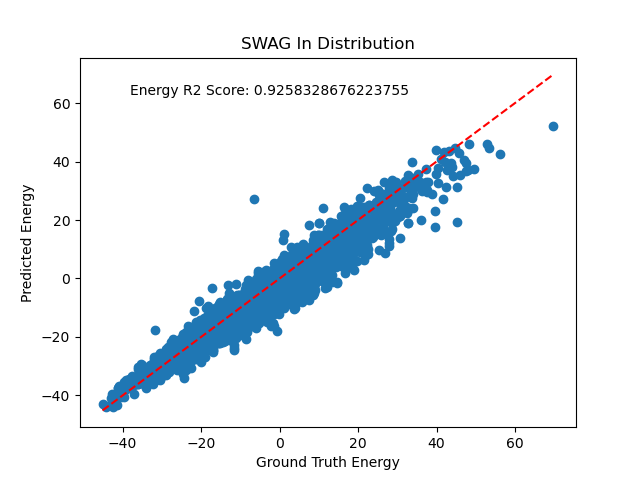 SWAG In Distribution
Energy R2 Score: 0.9258328676223755
60
40
20
0
−20
−40
Predicted Energy
−40 −20 0 20 40 60
Ground Truth Energy